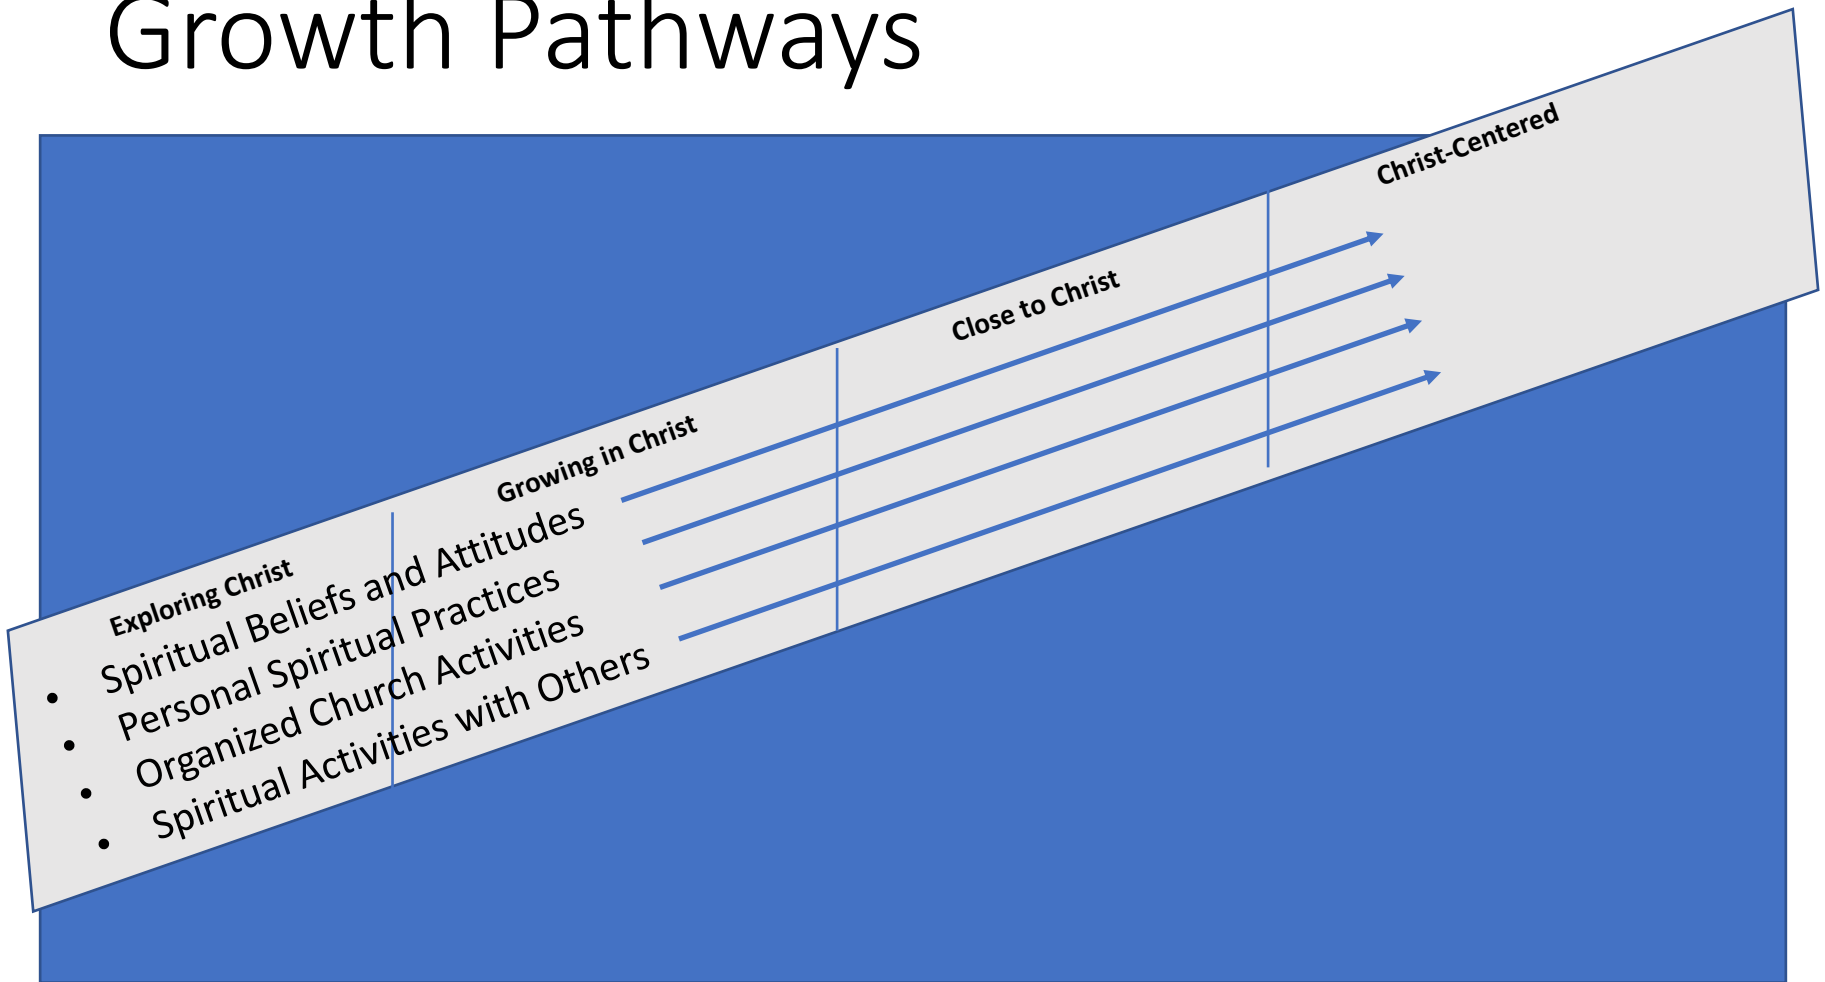 Growth Pathways
Christ-Centered
Close to Christ
Growing in Christ
Exploring Christ
• Spiritual Beliefs and Attitudes
• Personal Spiritual Practices
• Organized Church Activities
• Spiritual Activities with Others